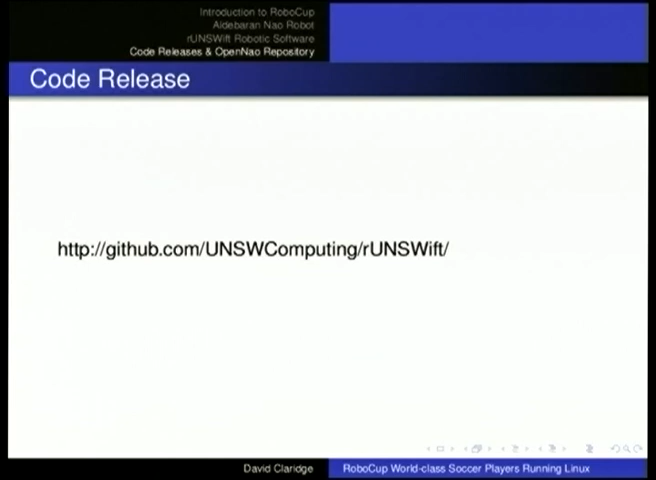 Introduction to RoboCup
Aldebaran Nao Robot
rUNSWift Robotic Software
Code Releases & OpenNao Repository
Code Release
http://github.com/UNSWComputing/rUNSWift/
David Claridge
RoboCup World-class Soccer Players Running Linux